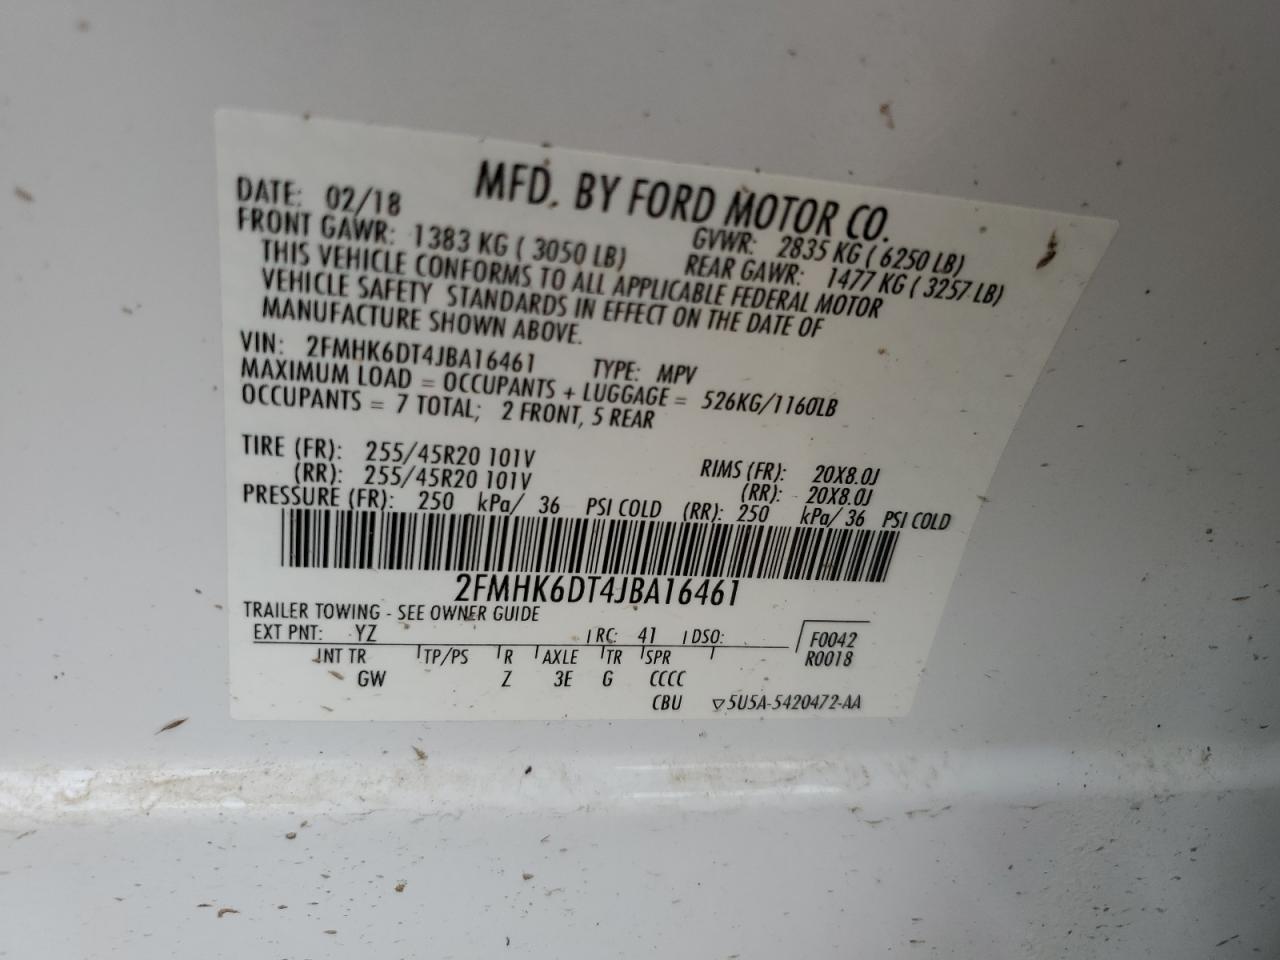 MFD. BY FORD MOTOR CO.
DATE: 02/18 GVWR: 2835 KG ( 6250 LB)
FRONT GAWR: 1383 KG ( 3050 LB) REAR GAWR: 1477 KG ( 3257 LB)
THIS VEHICLE CONFORMS TO ALL APPLICABLE FEDERAL MOTOR
VEHICLE SAFETY STANDARDS IN EFFECT ON THE DATE OF
MANUFACTURE SHOWN ABOVE.
VIN: 2FMHK6DT4JBA16461 TYPE: MPV
MAXIMUM LOAD = OCCUPANTS + LUGGAGE = 526KG/1160LB
OCCUPANTS = 7 TOTAL; 2 FRONT, 5 REAR
TIRE (FR): 255/45R20 101V RIMS (FR): 20X8.0J
(RR): 255/45R20 101V (RR): 20X8.0J
PRESSURE (FR): 250 kPa/ 36 PSI COLD (RR): 250 kPa/ 36 PSI COLD
2FMHK6DT4JBA16461
TRAILER TOWING - SEE OWNER GUIDE
EXT PNT: YZ RC: 41 DSO: F0042
INT TR TP/PS R AXLE TR SPR R0018
GW Z 3E G CCCC
CBU ▽5U5A-5420472-AA